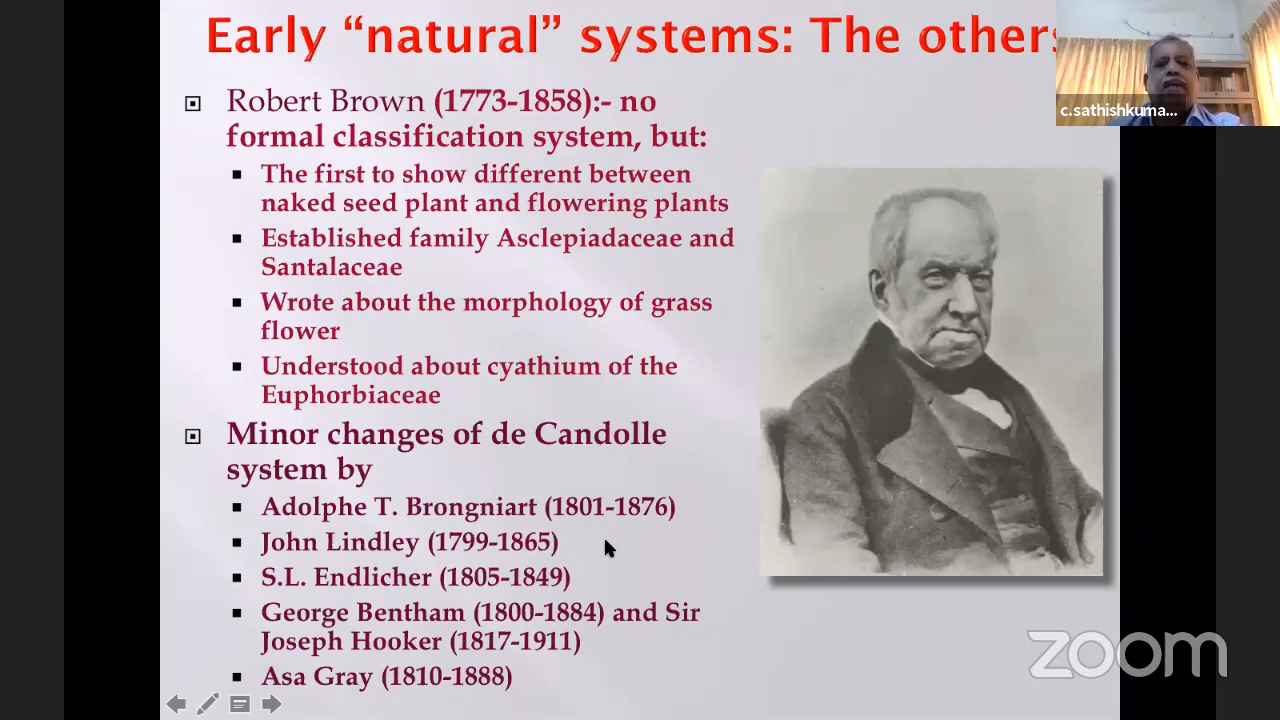 Early “natural” systems: The others
c.sathishkuma...
Robert Brown (1773-1858):- no
formal classification system, but:
The first to show different between
naked seed plant and flowering plants
Established family Asclepiadaceae and
Santalaceae
Wrote about the morphology of grass
flower
Understood about cyathium of the
Euphorbiaceae
Minor changes of de Candolle
system by
Adolphe T. Brongniart (1801-1876)
John Lindley (1799-1865)
S.L. Endlicher (1805-1849)
George Bentham (1800-1884) and Sir
Joseph Hooker (1817-1911)
Asa Gray (1810-1888)
zoom